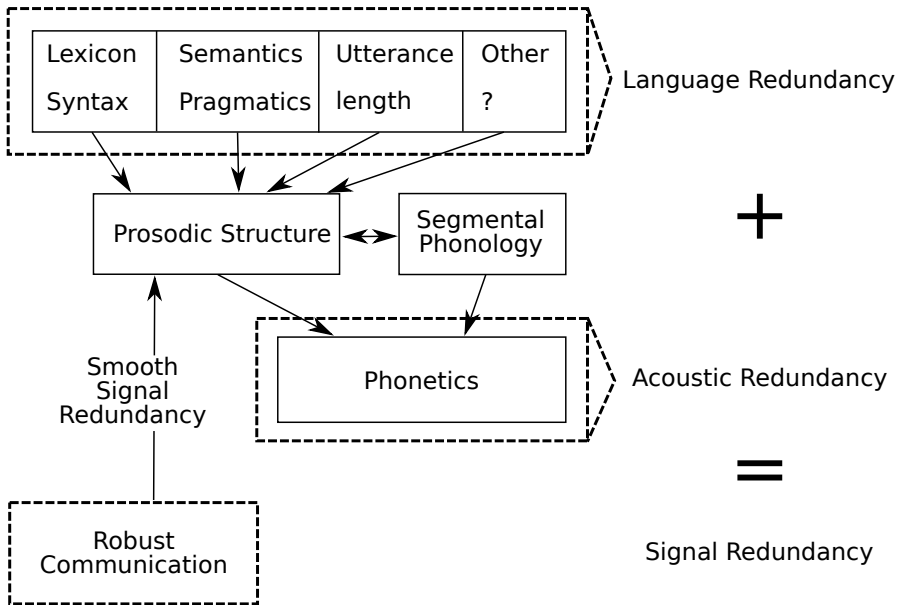 Lexicon
Syntax
Semantics
Pragmatics
Utterance
length
Other
?
Language Redundancy
Prosodic Structure
Segmental
Phonology
+
Smooth
Signal
Redundancy
Phonetics
Acoustic Redundancy
=
Robust
Communication
Signal Redundancy